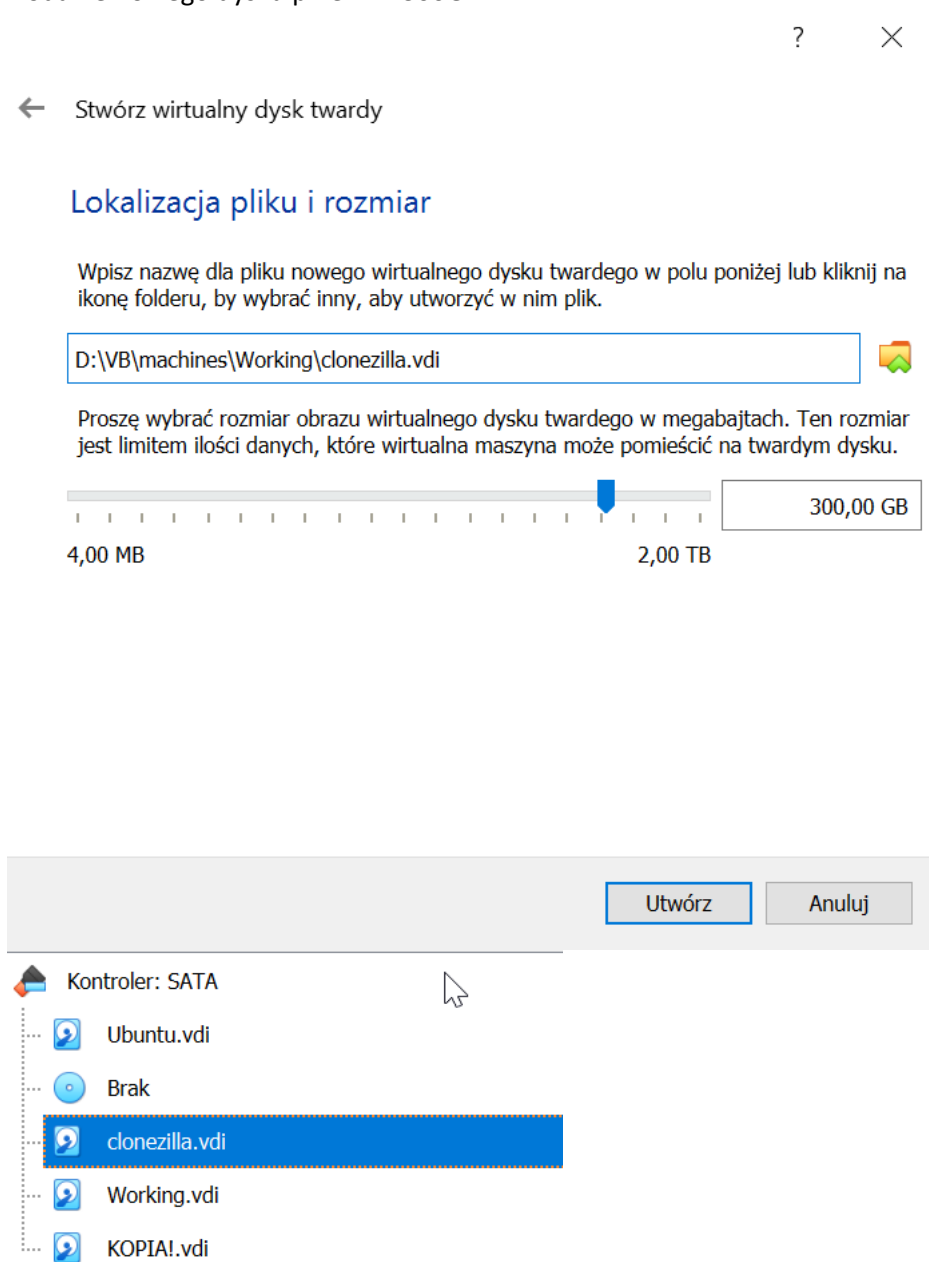 ?
Stwórz wirtualny dysk twardy
Lokalizacja pliku i rozmiar
Wpisz nazwę dla pliku nowego wirtualnego dysku twardego w polu poniżej lub kliknij na
ikonę folderu, by wybrać inny, aby utworzyć w nim plik.
D:\VB\machines\Working\clonezilla.vdi
Proszę wybrać rozmiar obrazu wirtualnego dysku twardego w megabajtach. Ten rozmiar
jest limitem ilości danych, które wirtualna maszyna może pomieścić na twardym dysku.
300,00 GB
4,00 MB 2,00 TB
Utwórz Anuluj
Kontroler: SATA
Ubuntu.vdi
Brak
clonezilla.vdi
Working.vdi
KOPIA!.vdi